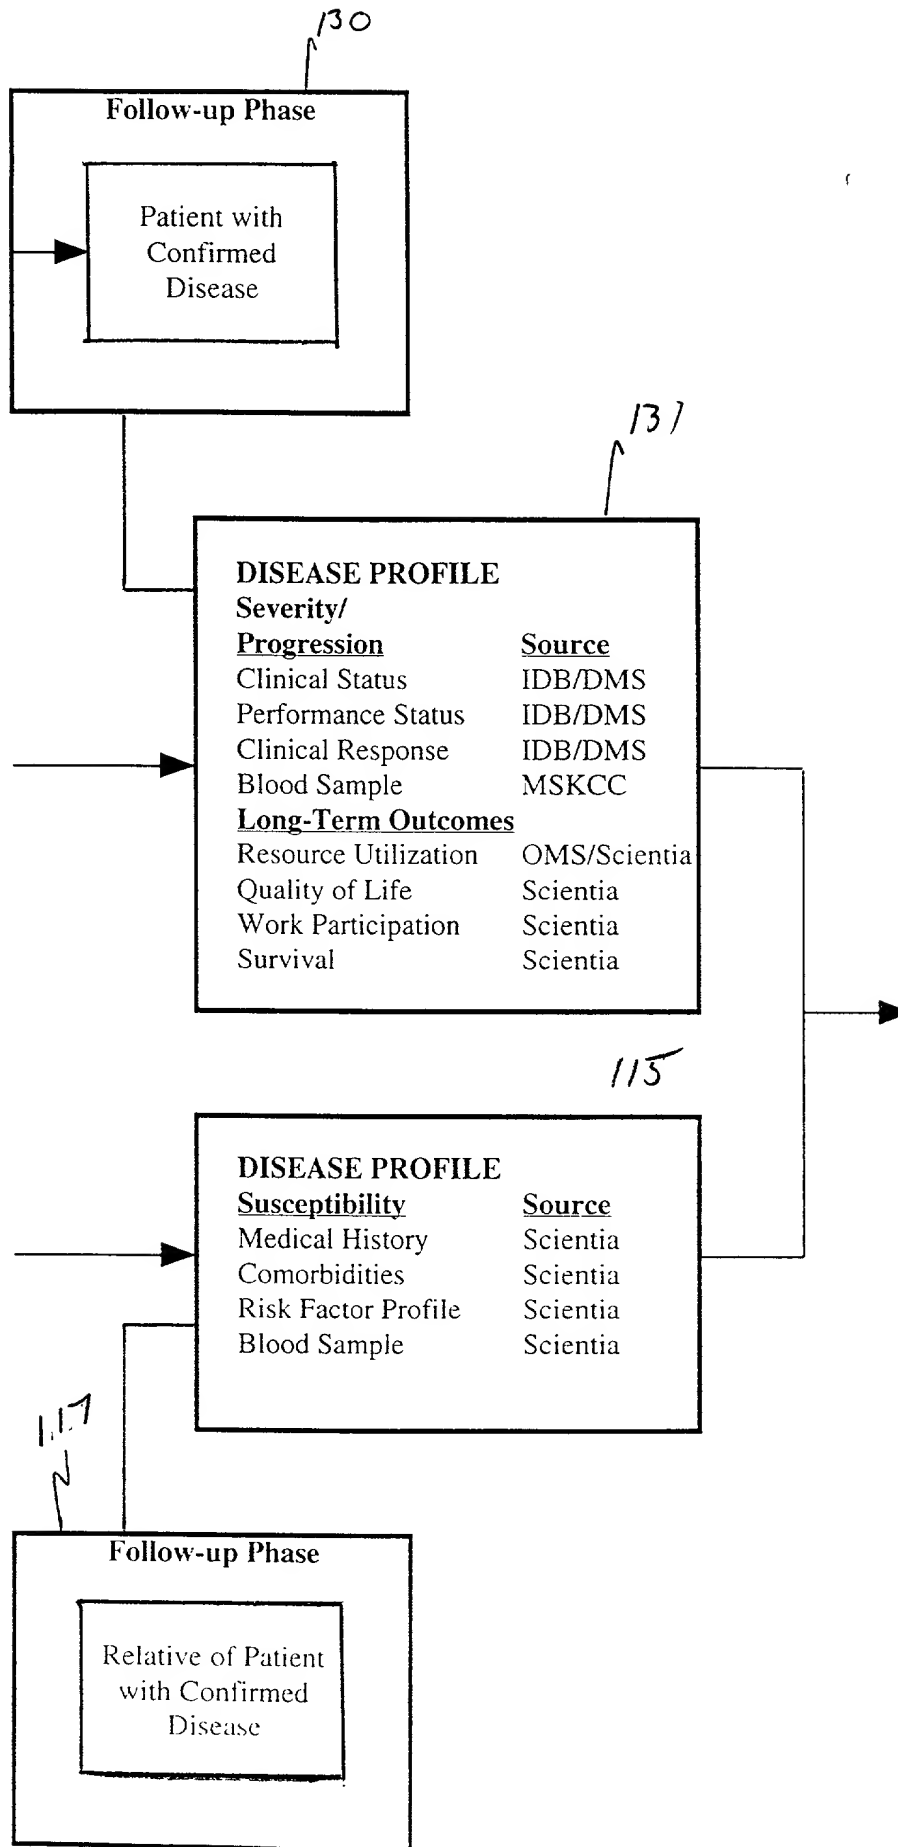 130
Follow-up Phase
Patient with
Confirmed
Disease
137
DISEASE PROFILE
Severity/
Progression Source
Clinical Status IDB/DMS
Performance Status IDB/DMS
Clinical Response IDB/DMS
Blood Sample MSKCC
Long-Term Outcomes
Resource Utilization OMS/Scientia
Quality of Life Scientia
Work Participation Scientia
Survival Scientia
115
DISEASE PROFILE
Susceptibility Source
Medical History Scientia
Comorbidities Scientia
Risk Factor Profile Scientia
Blood Sample Scientia
117
Follow-up Phase
Relative of Patient
with Confirmed
Disease